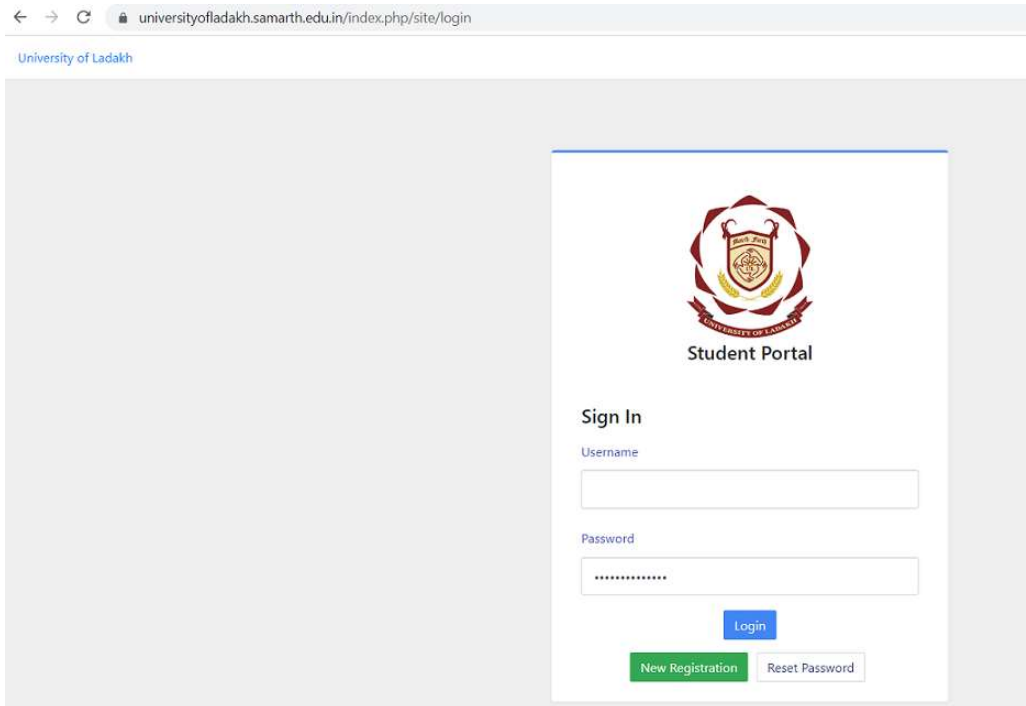 universityofladakh.samarth.edu.in/index.php/site/login
University of Ladakh
UNIVERSITY OF LADAKH
Student Portal
Sign In
Username
Password
••••••••••••••
Login
New Registration Reset Password